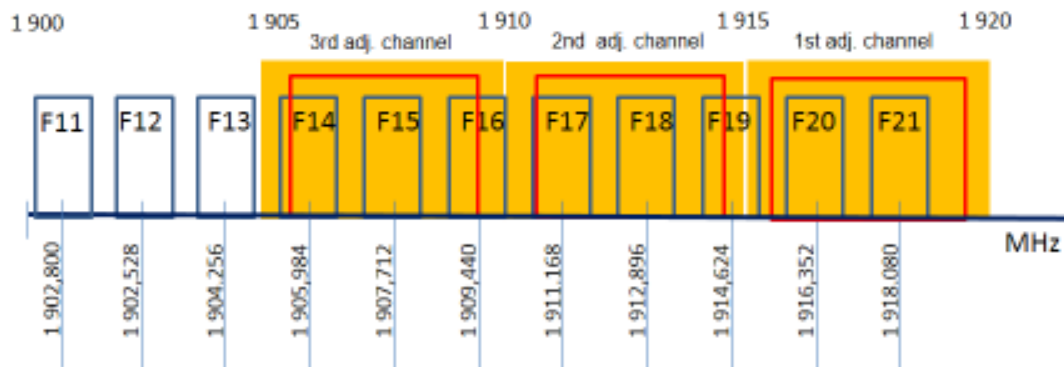 1 900 1 905 1 910 1 915 1 920
3rd adj. channel 2nd adj. channel 1st adj. channel
F11 F12 F13 F14 F15 F16 F17 F18 F19 F20 F21
MHz
1 902,800
1 902,528
1 904.256
1 905,984
1 907,712
1 909,440
1 911.168
1 912,896
1 914,624
1 916,352
1 918.080